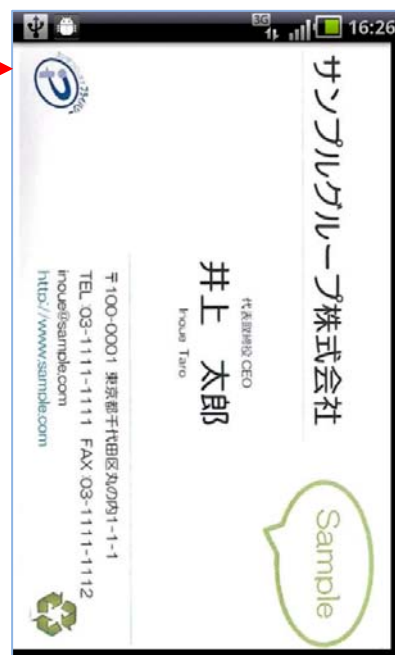 3G
16:26
サンプルグループ株式会社
Sample
代表取締役 CEO
井上 太郎
Inoue Taro
〒100-0001 東京都千代田区丸の内1-1-1
TEL :03-1111-1111 FAX :03-1111-1112
inoue@sample.com
http://www.sample.com